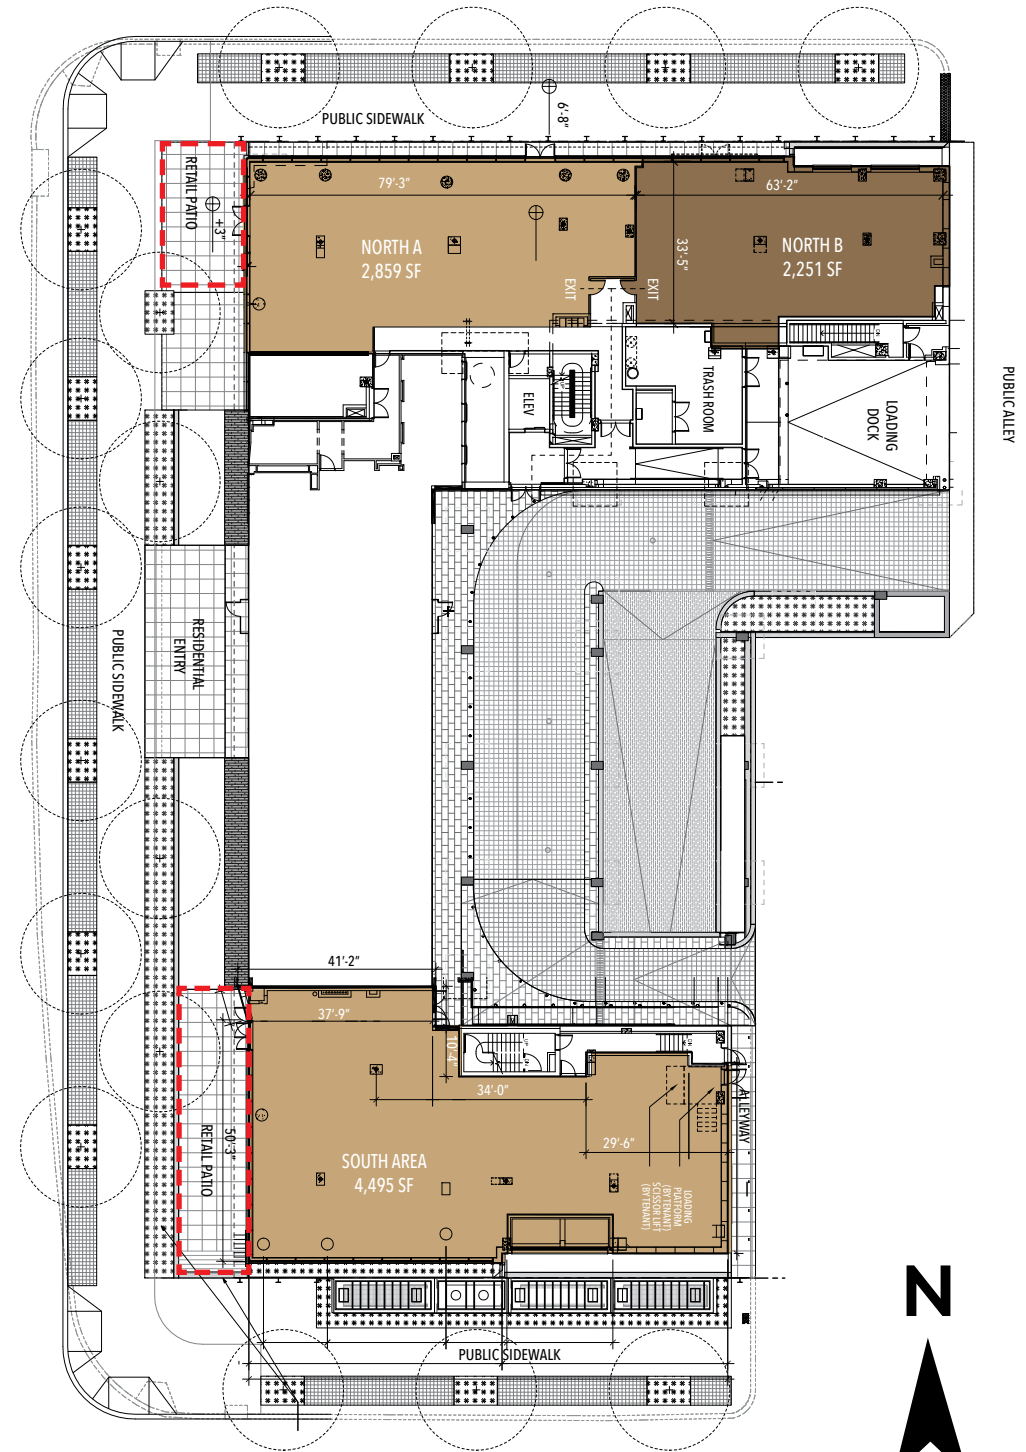 PUBLIC SIDEWALK
6'-8"
RETAIL PATIO
+3"
79'-3"
63'-2"
NORTH A
2,859 SF
33'-5"
NORTH B
2,251 SF
EXIT
EXIT
ELEV
TRASH ROOM
LOADING
DOCK
PUBLIC ALLEY
PUBLIC SIDEWALK
RESIDENTIAL
ENTRY
41'-2"
37'-9"
10'-4"
34'-0"
29'-6"
ALLEYWAY
50'-3"
RETAIL PATIO
SOUTH AREA
4,495 SF
LOADING
PLATFORM
(BY TENANT)
SCISSOR LIFT
(BY TENANT)
PUBLIC SIDEWALK
N